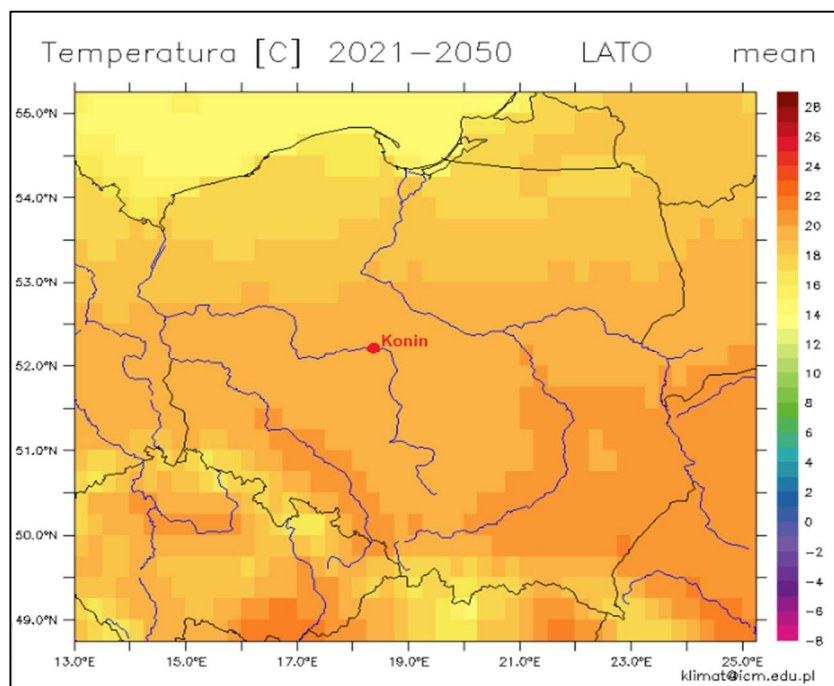 Temperatura [C] 2021–2050 LATO mean
55.0°N
54.0°N
53.0°N
52.0°N
51.0°N
50.0°N
49.0°N
Konin
28
26
24
22
20
18
16
14
12
10
8
6
4
2
0
-2
-4
-6
-8
13.0°E 15.0°E 17.0°E 19.0°E 21.0°E 23.0°E 25.0°E
klimat@icm.edu.pl